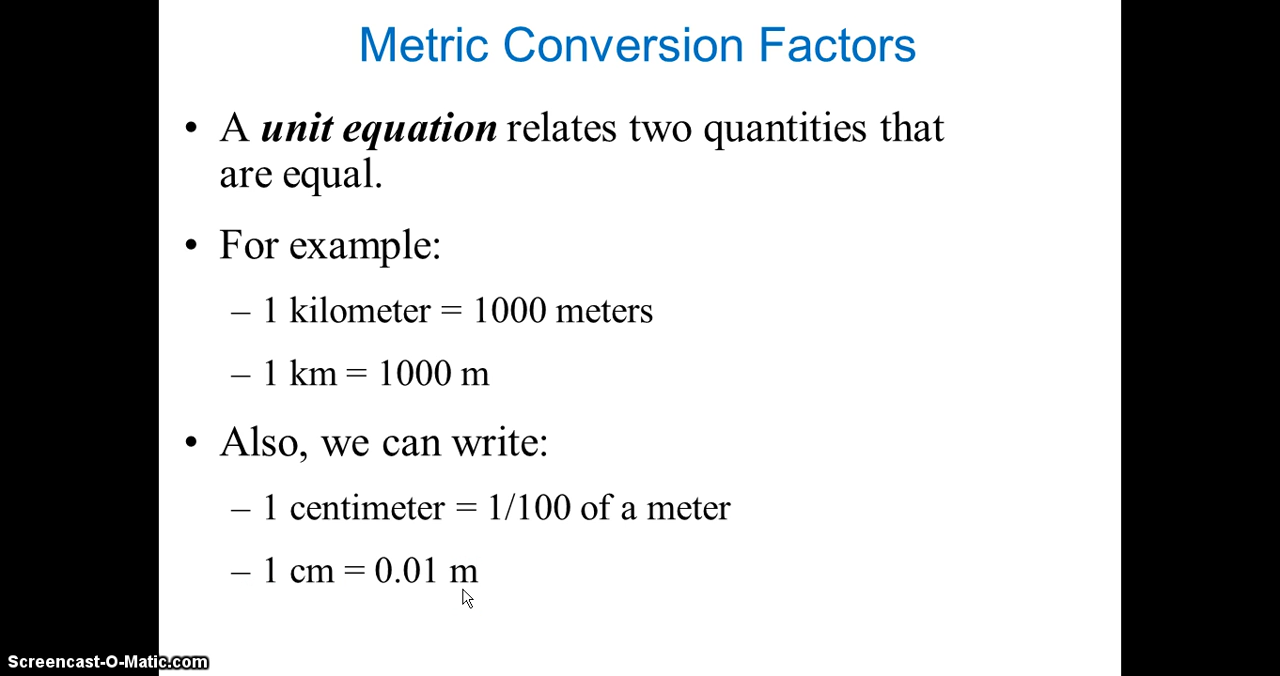 Metric Conversion Factors
• A unit equation relates two quantities that
are equal.
• For example:
– 1 kilometer = 1000 meters
– 1 km = 1000 m
• Also, we can write:
– 1 centimeter = 1/100 of a meter
– 1 cm = 0.01 m
Screencast-O-Matic.com